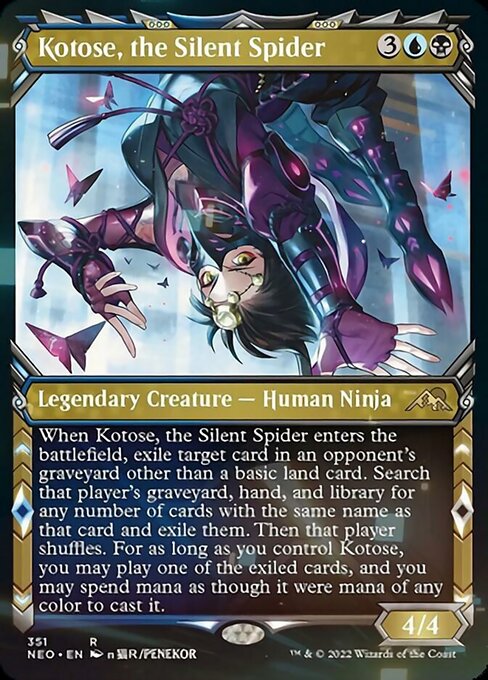 Kotose, the Silent Spider 3
Legendary Creature — Human Ninja
When Kotose, the Silent Spider enters the
battlefield, exile target card in an opponent's
graveyard other than a basic land card. Search
that player's graveyard, hand, and library for
any number of cards with the same name as
that card and exile them. Then that player
shuffles. For as long as you control Kotose,
you may play one of the exiled cards, and you
may spend mana as though it were mana of any
color to cast it.
4/4
351 R
NEO • EN /PENEKOR
™ & © 2022 Wizards of the Coast